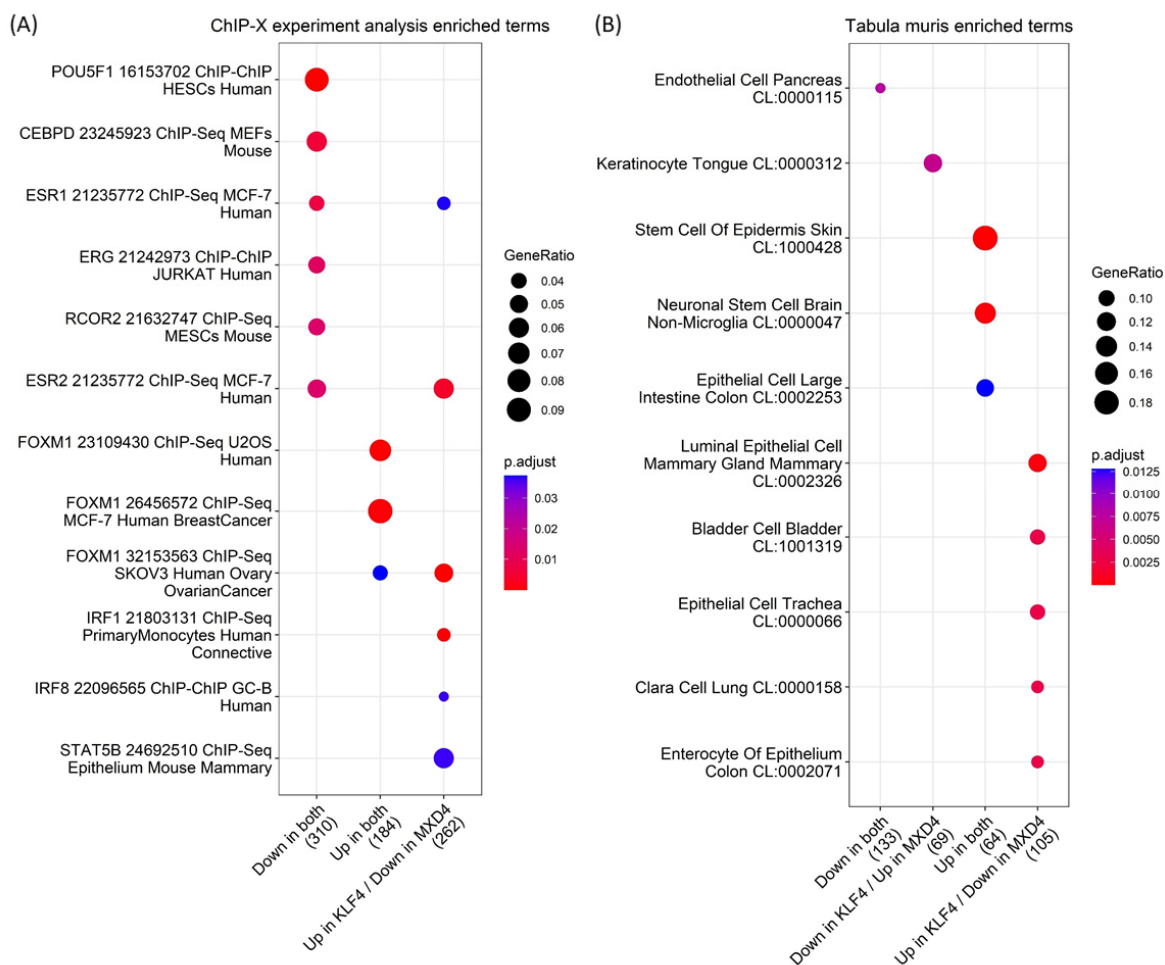 (A)
ChIP-X experiment analysis enriched terms
POU5F1 16153702 ChIP-ChIP
HESCs Human
CEBPD 23245923 ChIP-Seq MEFs
Mouse
ESR1 21235772 ChIP-Seq MCF-7
Human
ERG 21242973 ChIP-ChIP
JURKAT Human
RCOR2 21632747 ChIP-Seq
MESCs Mouse
ESR2 21235772 ChIP-Seq MCF-7
Human
FOXM1 23109430 ChIP-Seq U2OS
Human
FOXM1 26456572 ChIP-Seq
MCF-7 Human BreastCancer
FOXM1 32153563 ChIP-Seq
SKOV3 Human Ovary
OvarianCancer
IRF1 21803131 ChIP-Seq
PrimaryMonocytes Human
Connective
IRF8 22096565 ChIP-ChIP GC-B
Human
STAT5B 24692510 ChIP-Seq
Epithelium Mouse Mammary
Down in both
(310)
Up in both
(184)
Up in KLF4 / Down in MXD4
(262)
GeneRatio
0.04
0.05
0.06
0.07
0.08
0.09
p.adjust
0.03
0.02
0.01
(B)
Tabula muris enriched terms
Endothelial Cell Pancreas
CL:0000115
Keratinocyte Tongue CL:0000312
Stem Cell Of Epidermis Skin
CL:1000428
Neuronal Stem Cell Brain
Non-Microglia CL:0000047
Epithelial Cell Large
Intestine Colon CL:0002253
Luminal Epithelial Cell
Mammary Gland Mammary
CL:0002326
Bladder Cell Bladder
CL:1001319
Epithelial Cell Trachea
CL:0000066
Clara Cell Lung CL:0000158
Enterocyte Of Epithelium
Colon CL:0002071
Down in both
(133)
Down in KLF4 / Up in MXD4
(69)
Up in both
(64)
Up in KLF4 / Down in MXD4
(105)
GeneRatio
0.10
0.12
0.14
0.16
0.18
p.adjust
0.0125
0.0100
0.0075
0.0050
0.0025